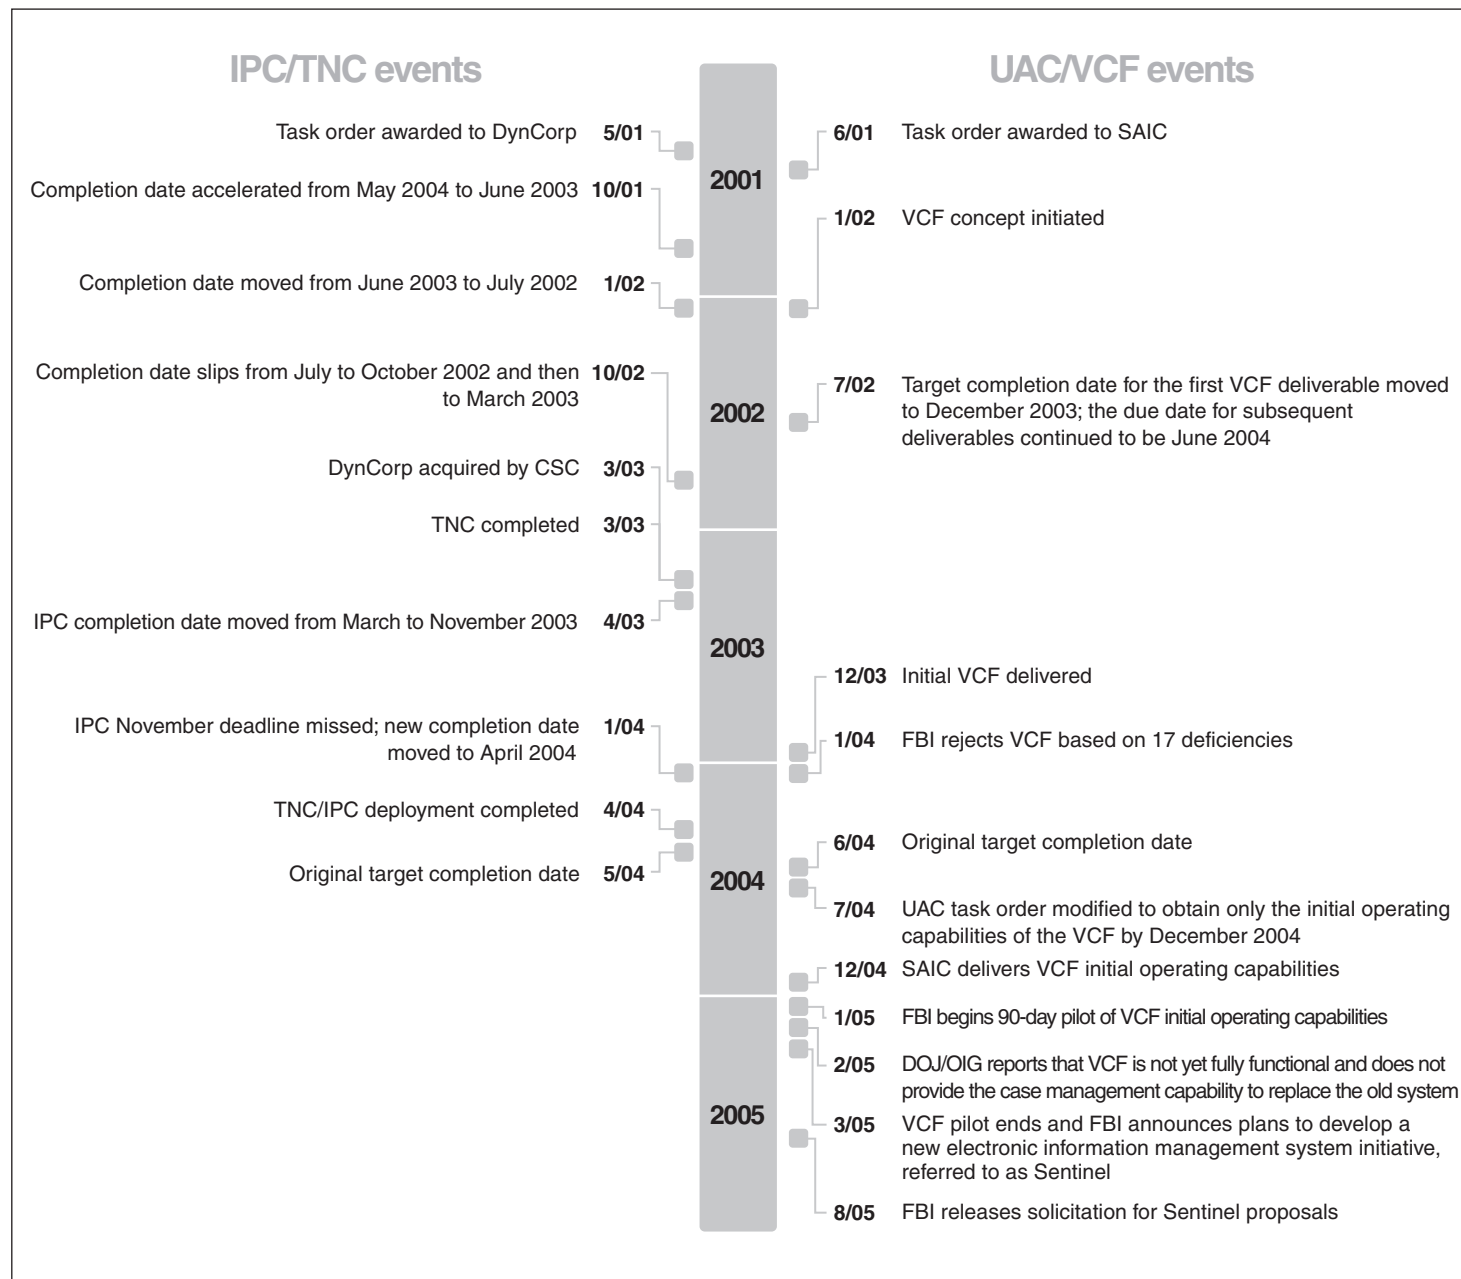 IPC/TNC events
Task order awarded to DynCorp 5/01
Completion date accelerated from May 2004 to June 2003 10/01
Completion date moved from June 2003 to July 2002 1/02
Completion date slips from July to October 2002 and then 10/02
to March 2003
DynCorp acquired by CSC 3/03
TNC completed 3/03
IPC completion date moved from March to November 2003 4/03
IPC November deadline missed; new completion date 1/04
moved to April 2004
TNC/IPC deployment completed 4/04
Original target completion date 5/04
2001
2002
2003
2004
2005
UAC/VCF events
6/01 Task order awarded to SAIC
1/02 VCF concept initiated
7/02 Target completion date for the first VCF deliverable moved
to December 2003; the due date for subsequent
deliverables continued to be June 2004
12/03 Initial VCF delivered
1/04 FBI rejects VCF based on 17 deficiencies
6/04 Original target completion date
7/04 UAC task order modified to obtain only the initial operating
capabilities of the VCF by December 2004
12/04 SAIC delivers VCF initial operating capabilities
1/05 FBI begins 90-day pilot of VCF initial operating capabilities
2/05 DOJ/OIG reports that VCF is not yet fully functional and does not
provide the case management capability to replace the old system
3/05 VCF pilot ends and FBI announces plans to develop a
new electronic information management system initiative,
referred to as Sentinel
8/05 FBI releases solicitation for Sentinel proposals